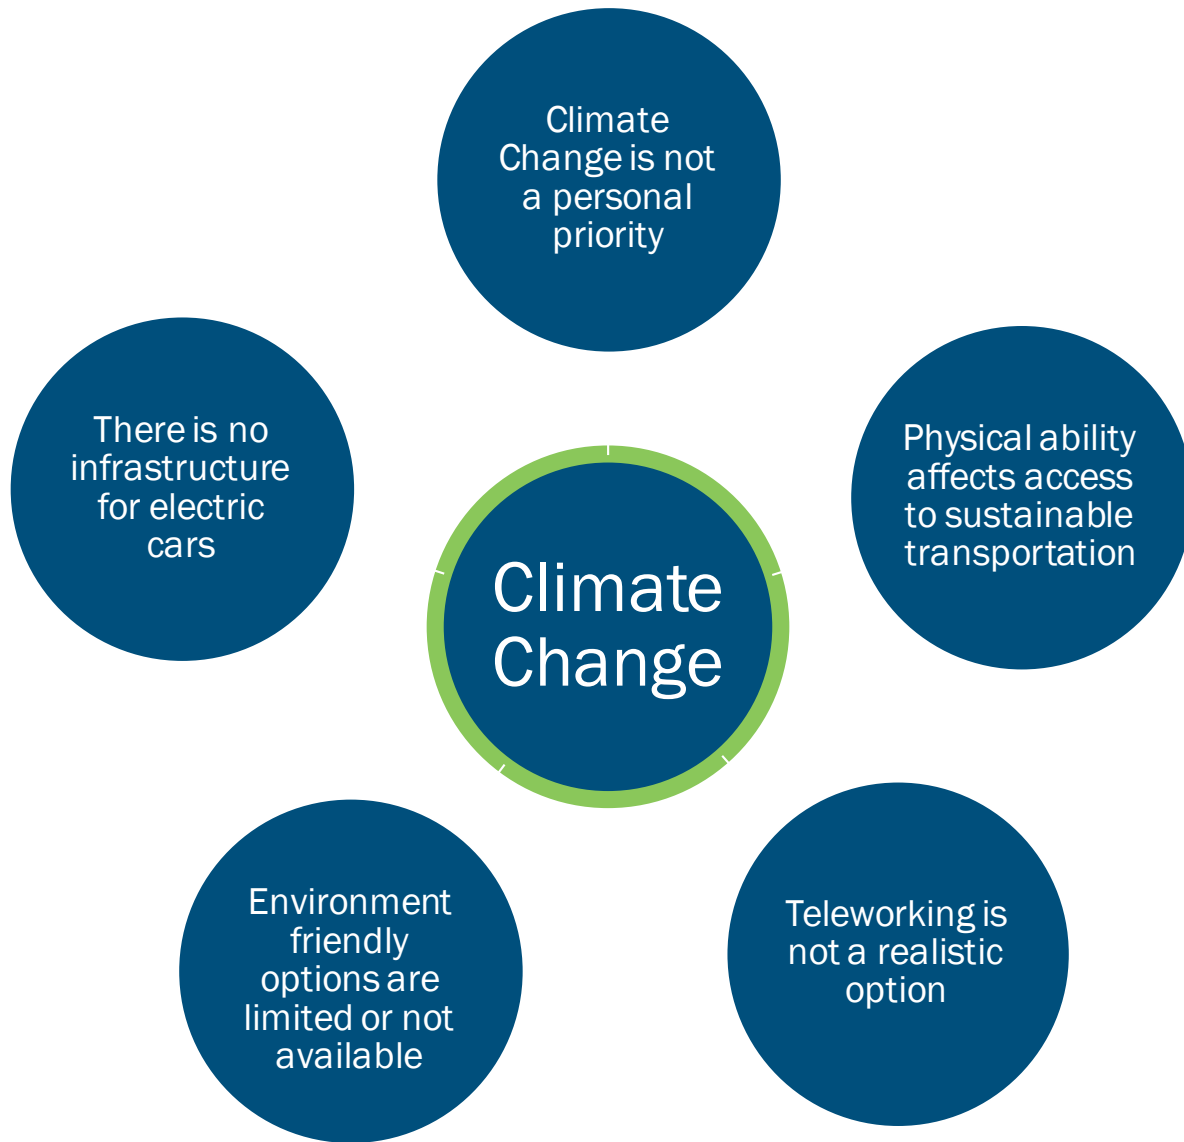 Climate
Change is not
a personal
priority
There is no
infrastructure
for electric
cars
Physical ability
affects access
to sustainable
transportation
Climate
Change
Environment
friendly
options are
limited or not
available
Teleworking is
not a realistic
option